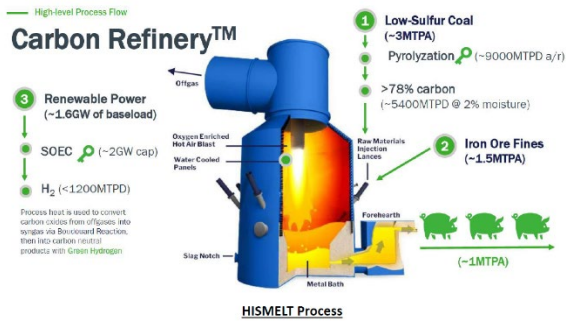 High-level Process Flow
Carbon Refinery™
1 Low-Sulfur Coal
(~3MTPA)
Pyrolyzation (~9000MTPD a/r)
>78% carbon
(~5400MTPD @ 2% moisture)
2 Iron Ore Fines
(~1.5MTPA)
3 Renewable Power
(~1.6GW of baseload)
SOEC (~2GW cap)
H₂ (<1200MTPD)
Process heat is used to convert
carbon oxides from offgases into
syngas via Boudouard Reaction,
then into carbon neutral
products with Green Hydrogen
Offgas
Oxygen Enriched
Hot Air Blast
Water Cooled
Panels
Raw Materials
Injection
Lances
Forehearth
Slag Notch
Metal Bath
(~1MTPA)
HISMELT Process